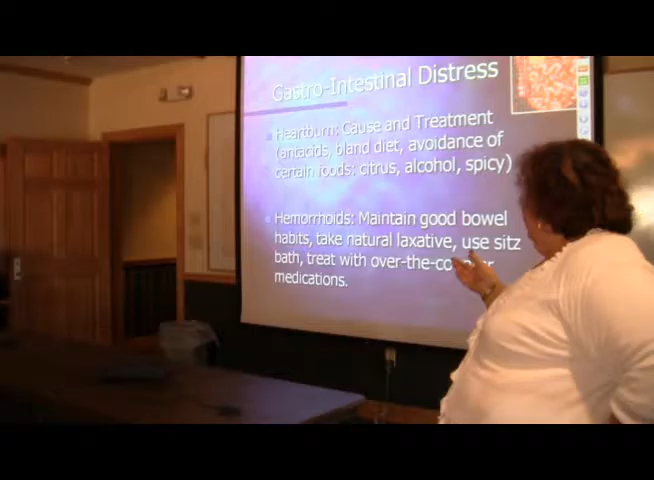 Gastro-Intestinal Distress
Heartburn: Cause and Treatment
(antacids, bland diet, avoidance of
certain foods: citrus, alcohol, spicy)
Hemorrhoids: Maintain good bowel
habits, take natural laxative, use sitz
bath, treat with over-the-
medications.